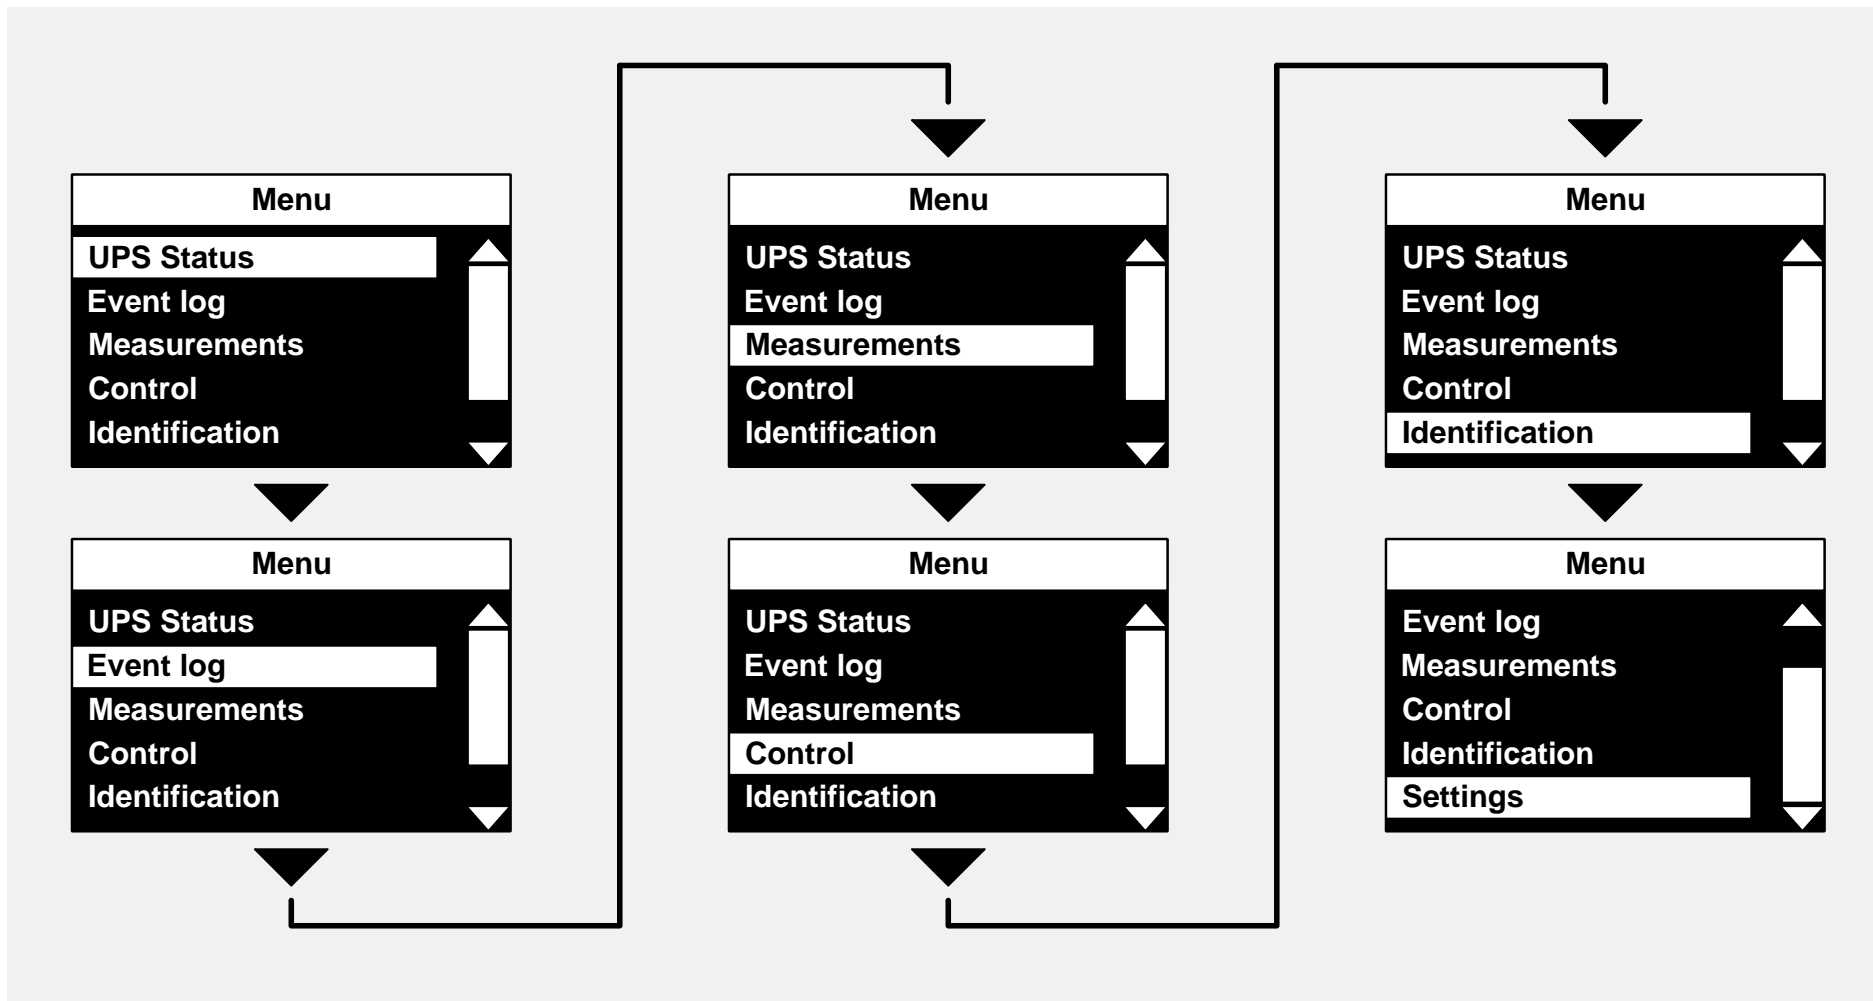 Menu
UPS Status
Event log
Measurements
Control
Identification
Menu
UPS Status
Event log
Measurements
Control
Identification
Menu
UPS Status
Event log
Measurements
Control
Identification
Menu
UPS Status
Event log
Measurements
Control
Identification
Menu
UPS Status
Event log
Measurements
Control
Identification
Menu
Event log
Measurements
Control
Identification
Settings